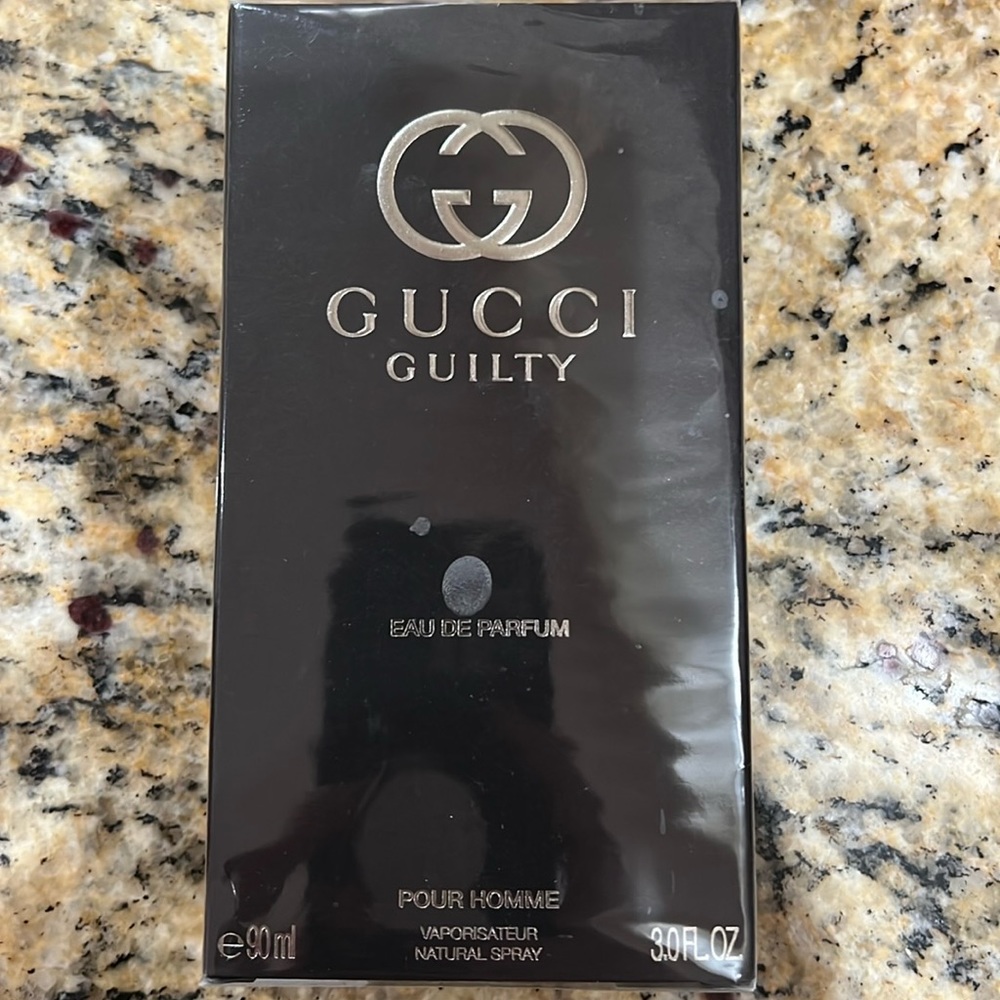 GUCCI
GUILTY
EAU DE PARFUM
POUR HOMME
VAPORISATEUR
NATURAL SPRAY
℮90ml
3.0 FL. OZ.